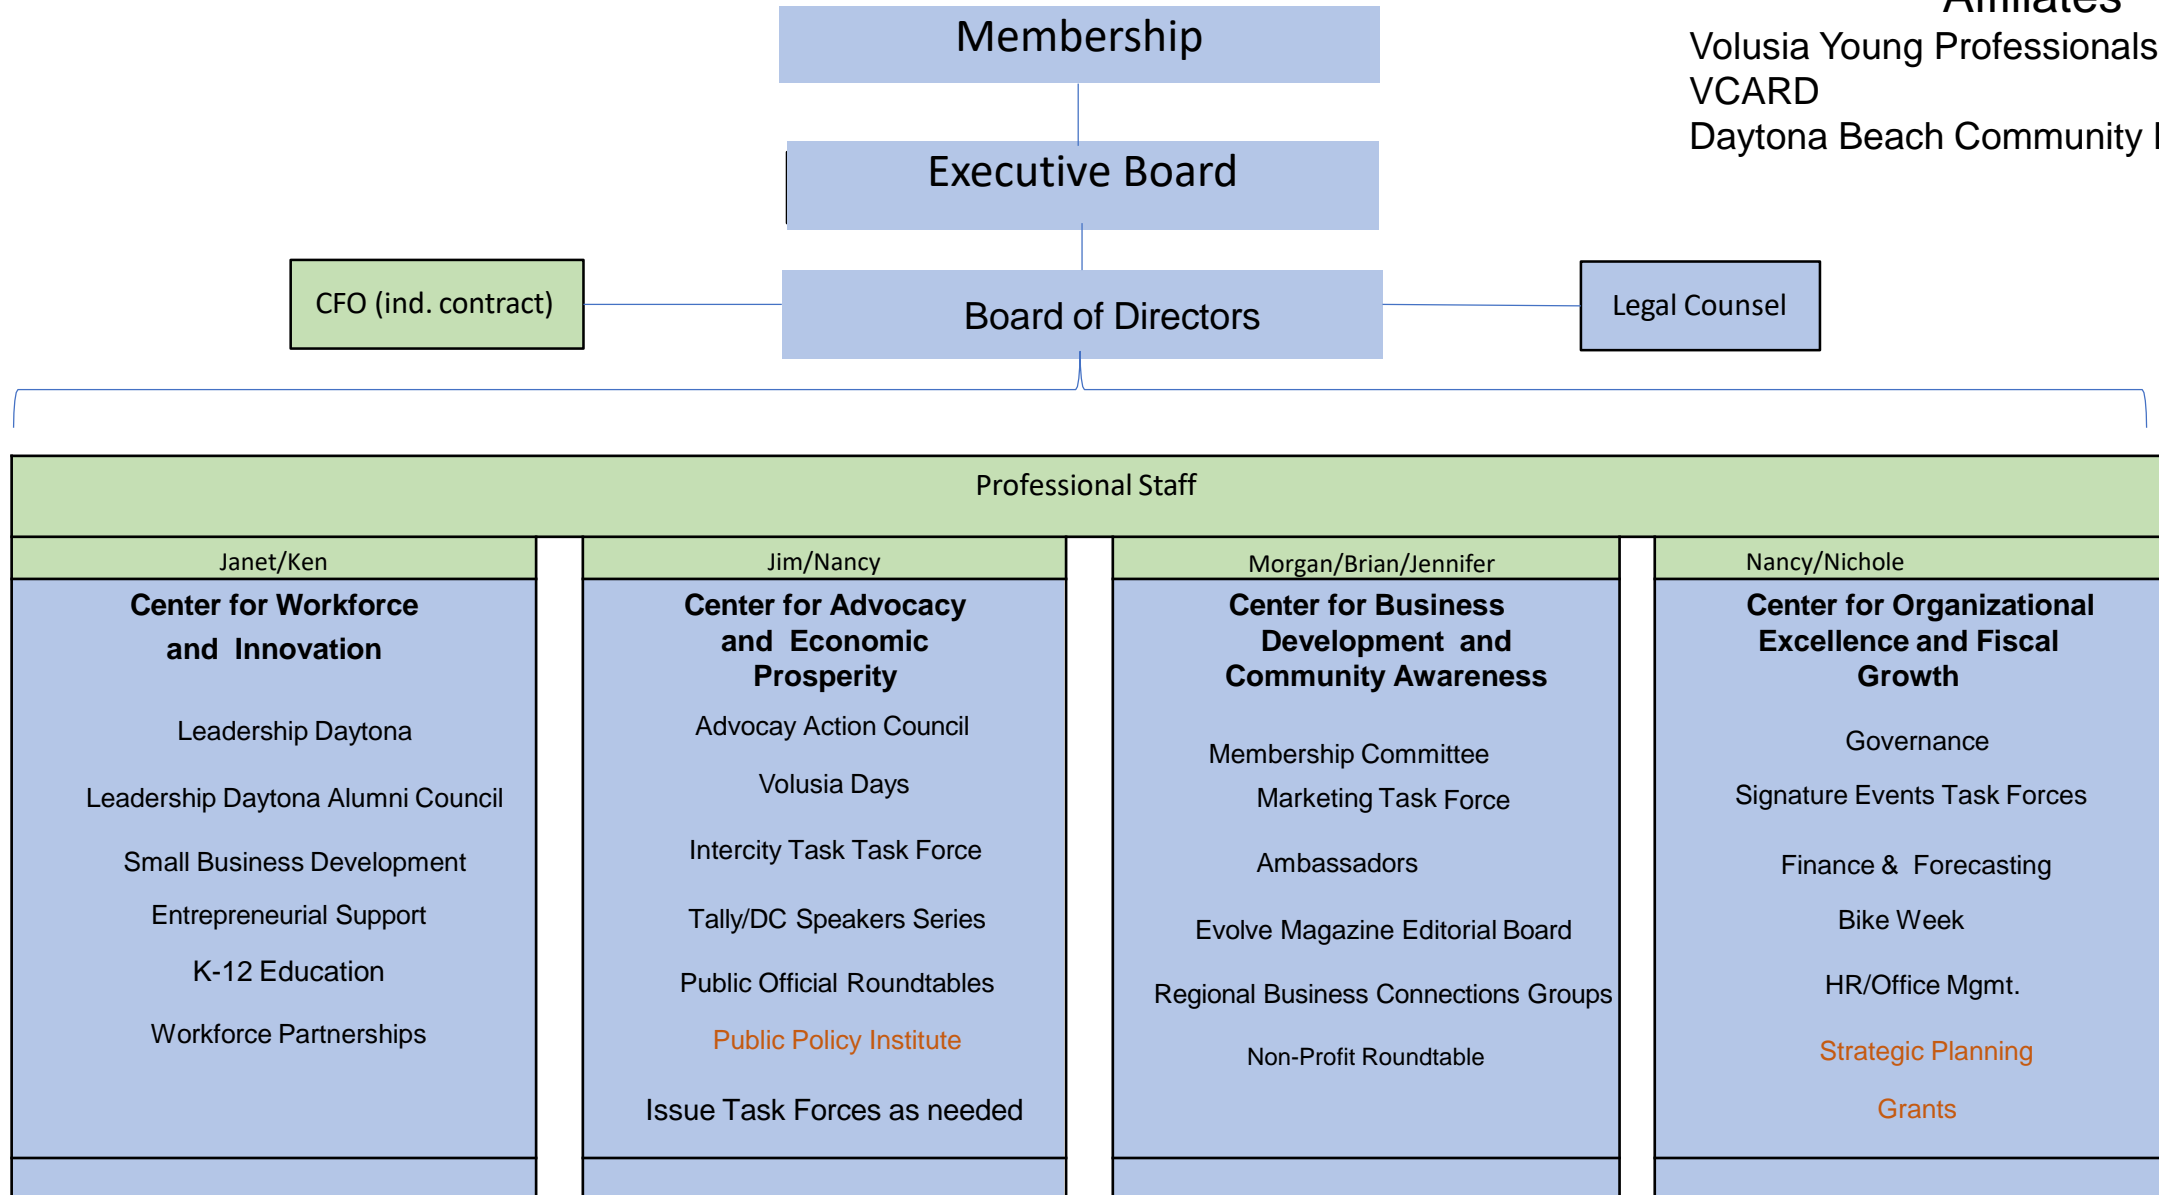 Membership
Affiliates
Volusia Young Professionals
VCARD
Daytona Beach Community
Executive Board
CFO (ind. contract)
Board of Directors
Legal Counsel
Professional Staff
Janet/Ken
Center for Workforce
and Innovation
Leadership Daytona
Leadership Daytona Alumni Council
Small Business Development
Entrepreneurial Support
K-12 Education
Workforce Partnerships
Jim/Nancy
Center for Advocacy
and Economic
Prosperity
Advocay Action Council
Volusia Days
Intercity Task Task Force
Tally/DC Speakers Series
Public Official Roundtables
Public Policy Institute
Issue Task Forces as needed
Morgan/Brian/Jennifer
Center for Business
Development and
Community Awareness
Membership Committee
Marketing Task Force
Ambassadors
Evolve Magazine Editorial Board
Regional Business Connections Groups
Non-Profit Roundtable
Nancy/Nichole
Center for Organizational
Excellence and Fiscal
Growth
Governance
Signature Events Task Forces
Finance & Forecasting
Bike Week
HR/Office Mgmt.
Strategic Planning
Grants